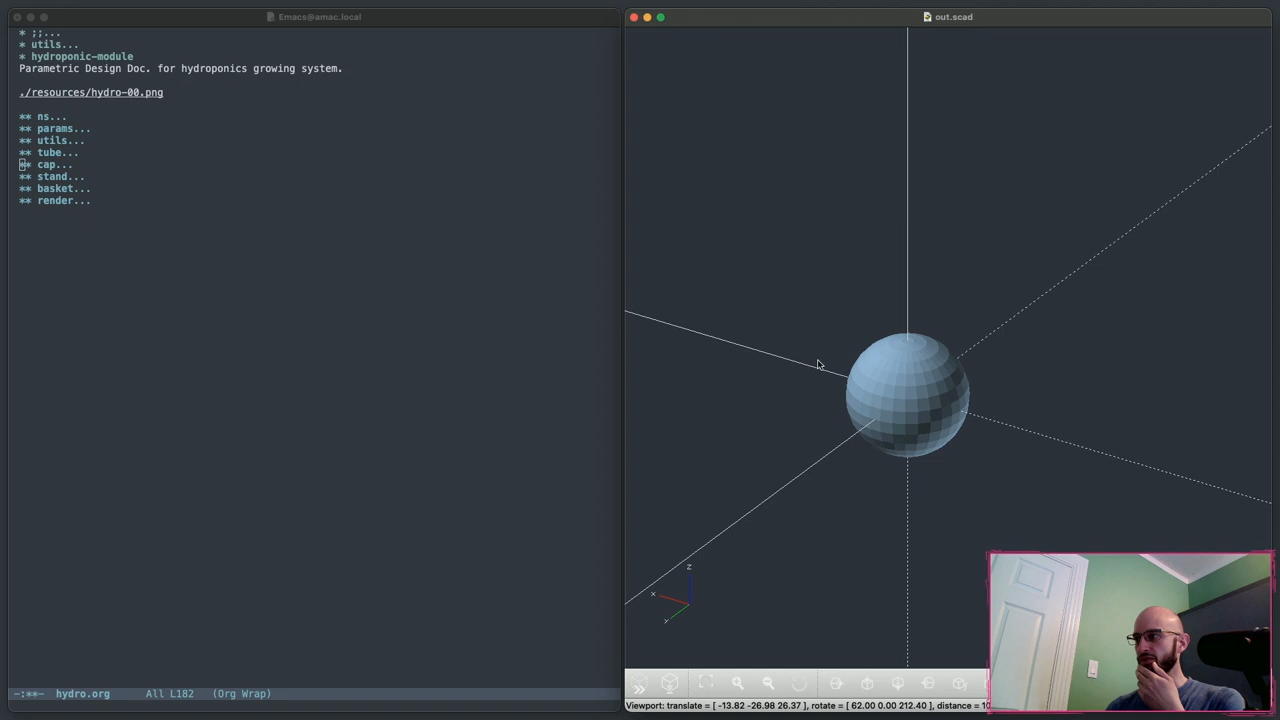 Emacs@amac.local
* ;;...
* utils...
* hydroponic-module
Parametric Design Doc. for hydroponics growing system.
./resources/hydro-00.png
** ns...
** params...
** utils...
** tube...
** cap...
** stand...
** basket...
** render...
-:**-  hydro.org      All L182   (Org Wrap)
out.scad
z
x
y
Viewport: translate = [ -13.82 -26.98 26.37 ], rotate = [ 62.00 0.00 212.40 ], distance = 10